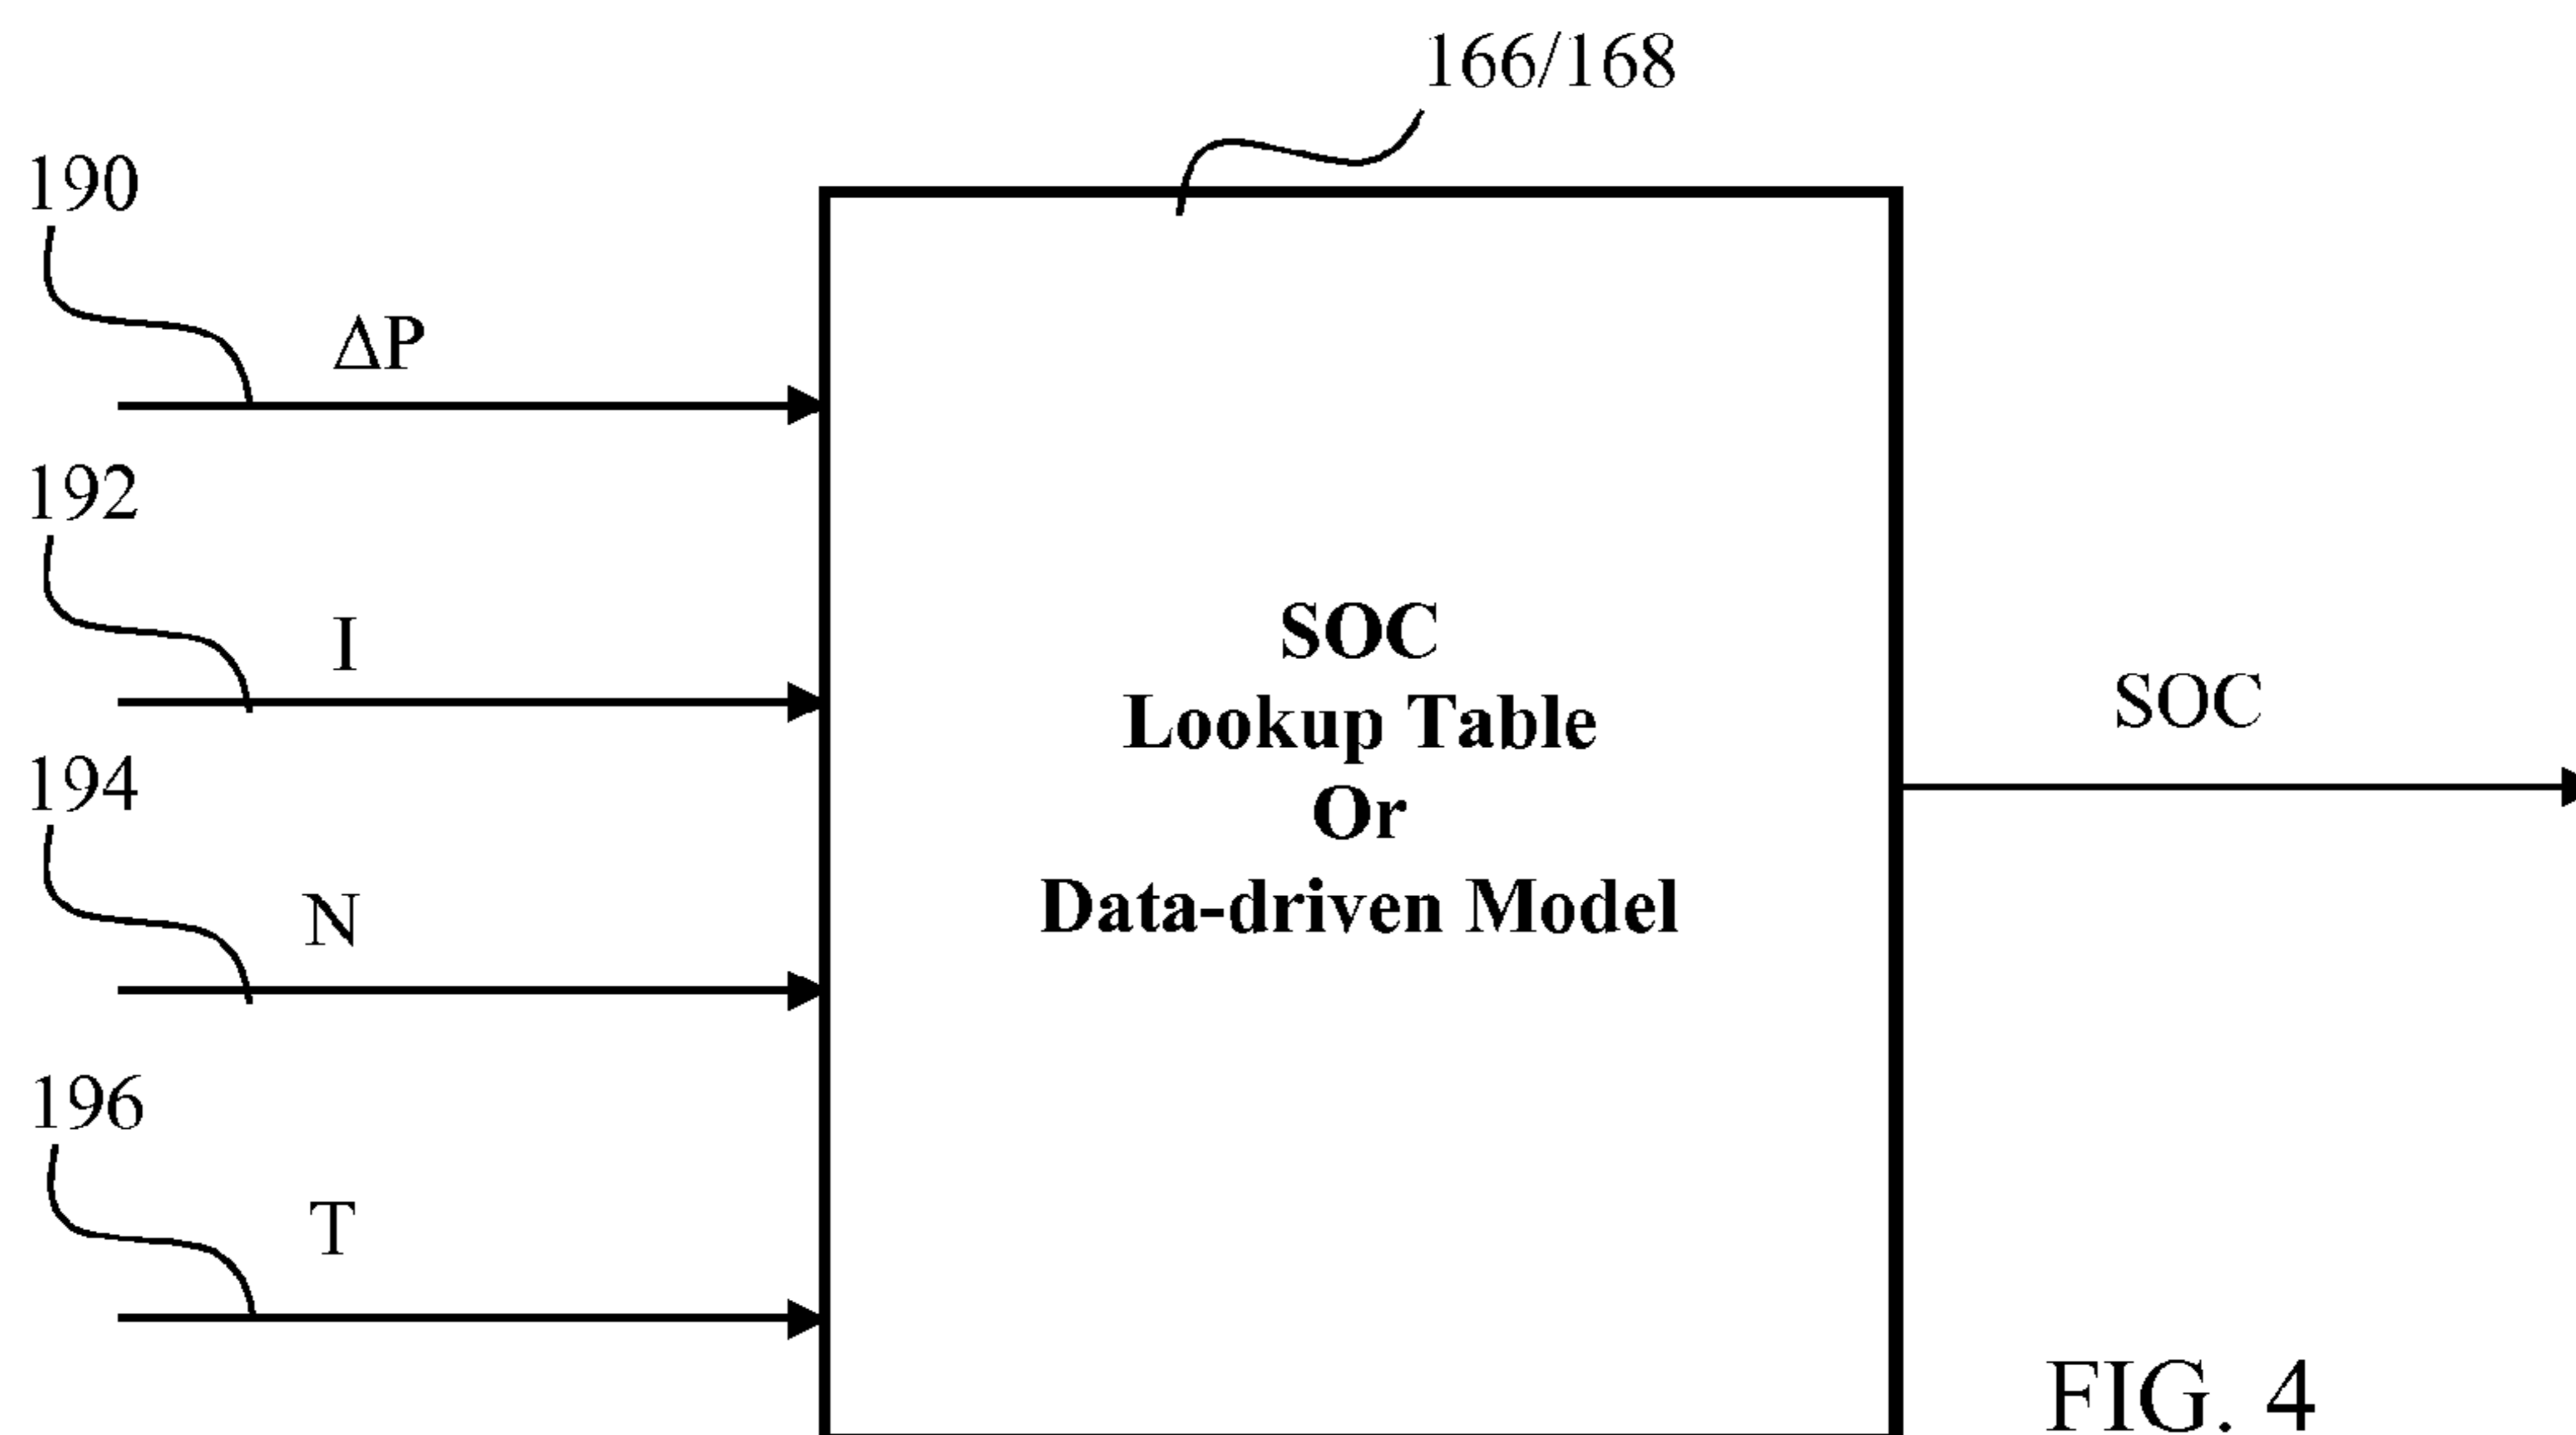 166/168
190
ΔP
192
I
SOC
Lookup Table
Or
Data-driven Model
SOC
194
N
196
T
FIG. 4